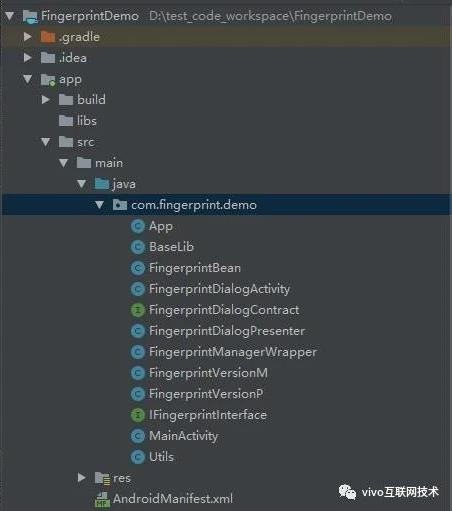 FingerprintDemo D:\test_code_workspace\FingerprintDemo
.gradle
.idea
app
build
libs
src
main
java
com.fingerprint.demo
App
BaseLib
FingerprintBean
FingerprintDialogActivity
FingerprintDialogContract
FingerprintDialogPresenter
FingerprintManagerWrapper
FingerprintVersionM
FingerprintVersionP
IFingerprintInterface
MainActivity
Utils
res
AndroidManifest.xml
vivo互联网技术